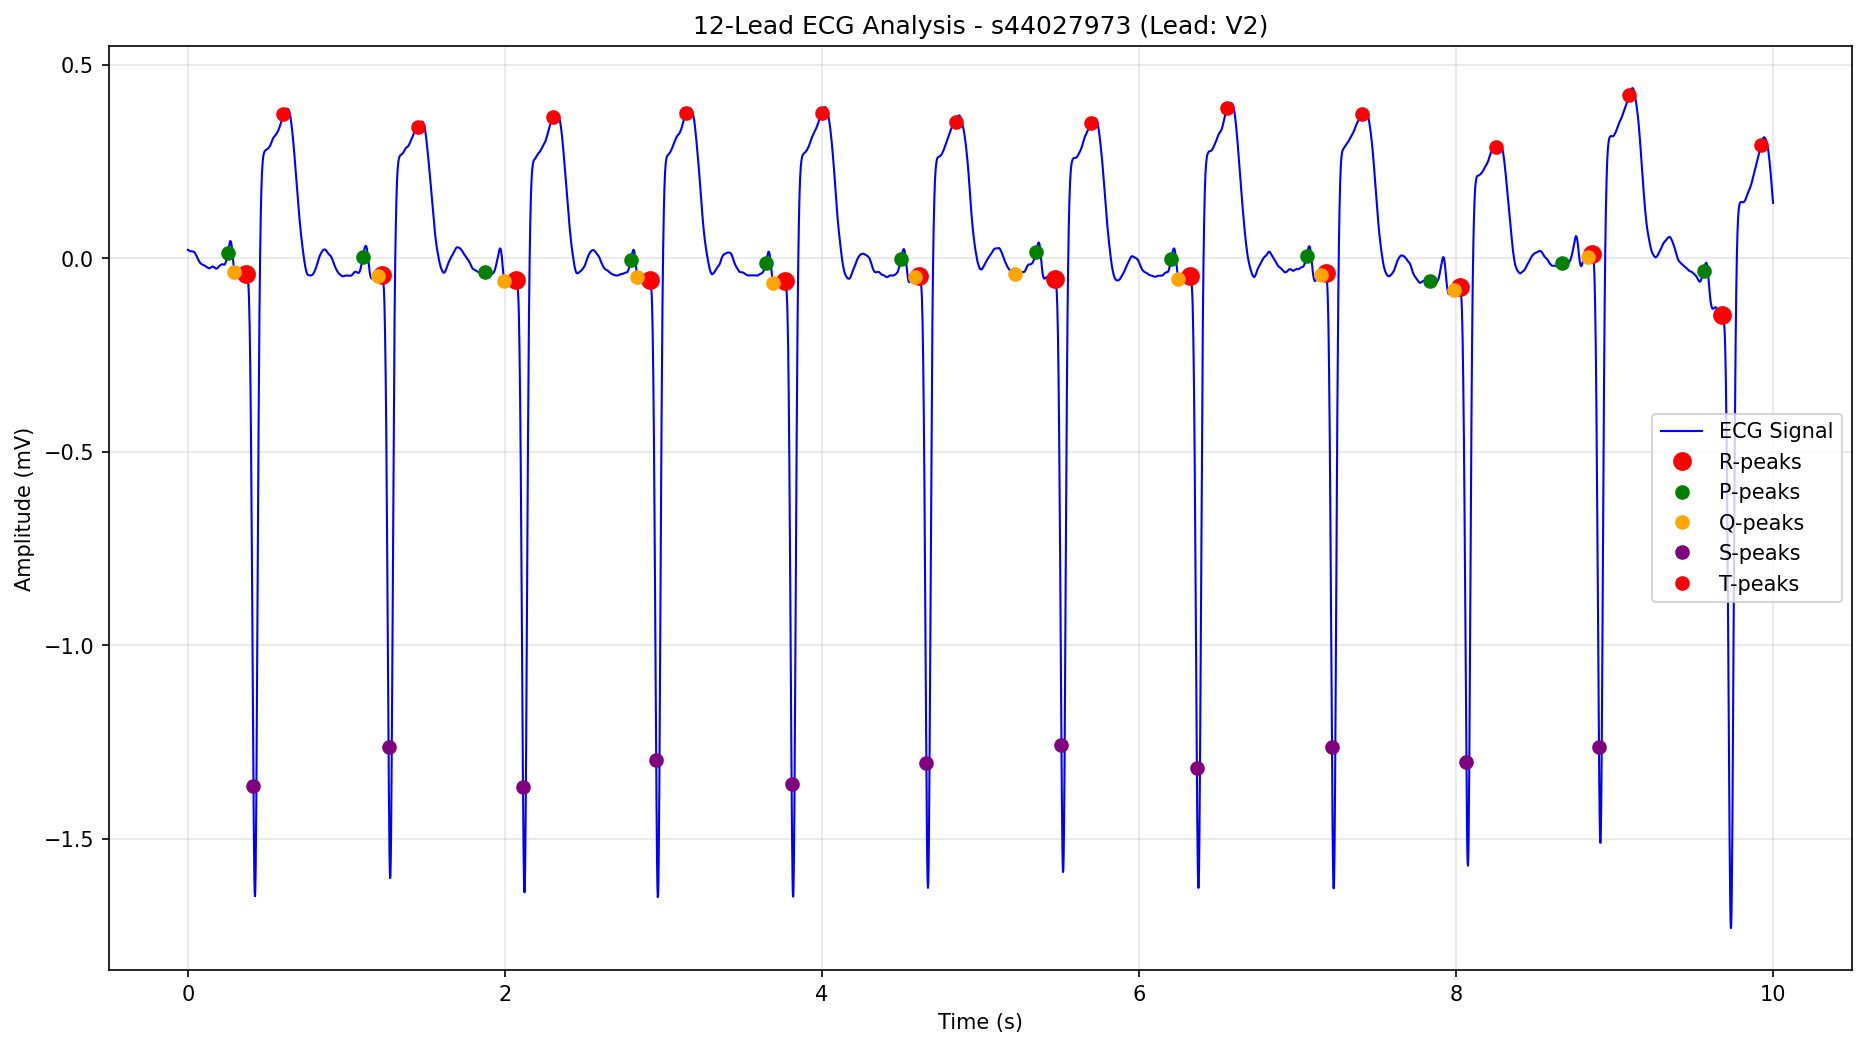 12-Lead ECG Analysis - s44027973 (Lead: V2)
0.5
0.0
−0.5
−1.0
−1.5
Amplitude (mV)
ECG Signal
R-peaks
P-peaks
Q-peaks
S-peaks
T-peaks
0 2 4 6 8 10
Time (s)